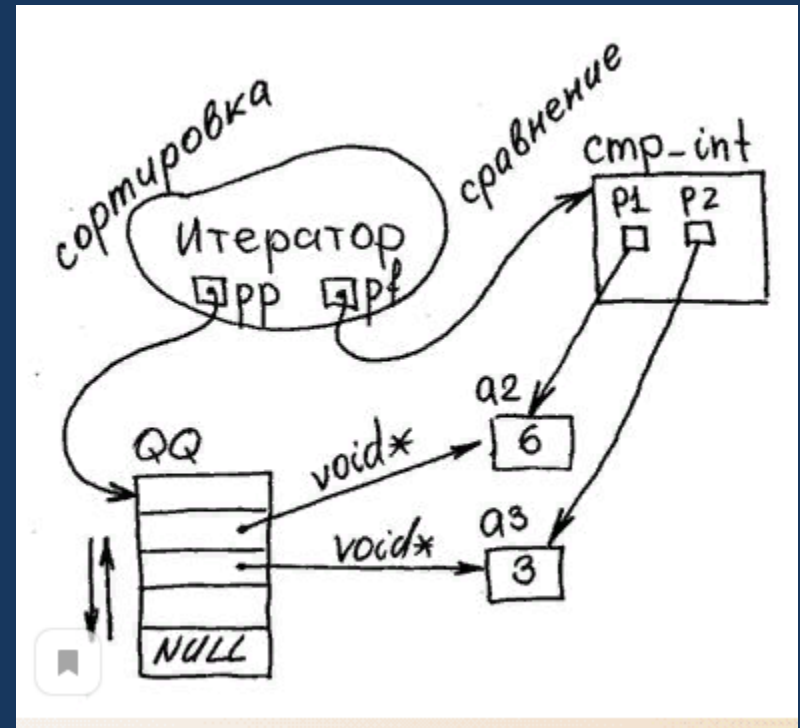 сортировка
сравнение
cmp_int
p1 p2
Итератор
pp pf
a2
6
QQ
void*
a3
void*
3
NULL